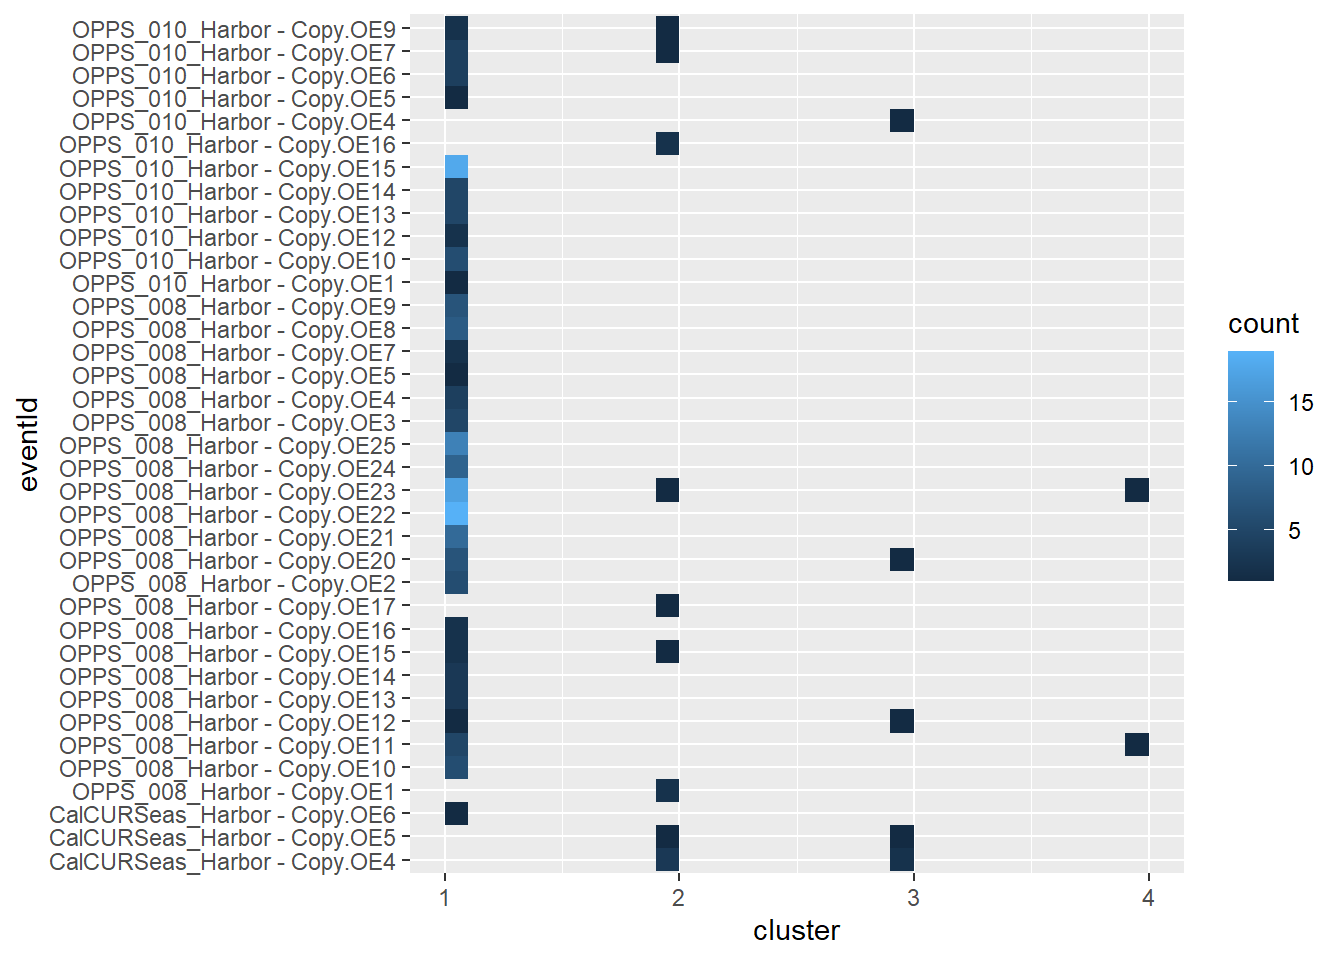 OPPS_010_Harbor - Copy.OE9
OPPS_010_Harbor - Copy.OE7
OPPS_010_Harbor - Copy.OE6
OPPS_010_Harbor - Copy.OE5
OPPS_010_Harbor - Copy.OE4
OPPS_010_Harbor - Copy.OE16
OPPS_010_Harbor - Copy.OE15
OPPS_010_Harbor - Copy.OE14
OPPS_010_Harbor - Copy.OE13
OPPS_010_Harbor - Copy.OE12
OPPS_010_Harbor - Copy.OE10
OPPS_010_Harbor - Copy.OE1
OPPS_008_Harbor - Copy.OE9
OPPS_008_Harbor - Copy.OE8
OPPS_008_Harbor - Copy.OE7
OPPS_008_Harbor - Copy.OE5
OPPS_008_Harbor - Copy.OE4
OPPS_008_Harbor - Copy.OE3
OPPS_008_Harbor - Copy.OE25
OPPS_008_Harbor - Copy.OE24
OPPS_008_Harbor - Copy.OE23
OPPS_008_Harbor - Copy.OE22
OPPS_008_Harbor - Copy.OE21
OPPS_008_Harbor - Copy.OE20
OPPS_008_Harbor - Copy.OE2
OPPS_008_Harbor - Copy.OE17
OPPS_008_Harbor - Copy.OE16
OPPS_008_Harbor - Copy.OE15
OPPS_008_Harbor - Copy.OE14
OPPS_008_Harbor - Copy.OE13
OPPS_008_Harbor - Copy.OE12
OPPS_008_Harbor - Copy.OE11
OPPS_008_Harbor - Copy.OE10
OPPS_008_Harbor - Copy.OE1
CalCURSeas_Harbor - Copy.OE6
CalCURSeas_Harbor - Copy.OE5
CalCURSeas_Harbor - Copy.OE4
eventId
1 2 3 4
cluster
count
15
10
5